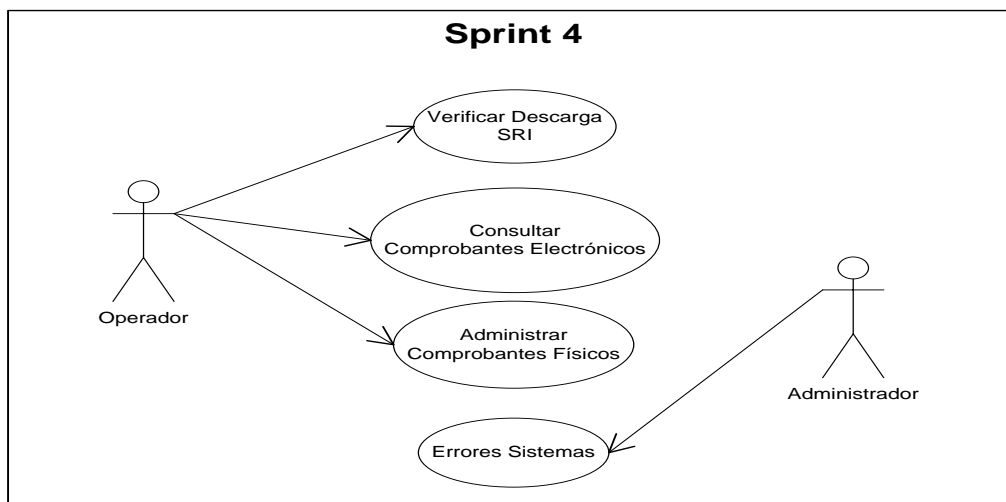 Sprint 4
Verificar Descarga
SRI
Consultar
Comprobantes Electrónicos
Operador
Administrar
Comprobantes Físicos
Administrador
Errores Sistemas